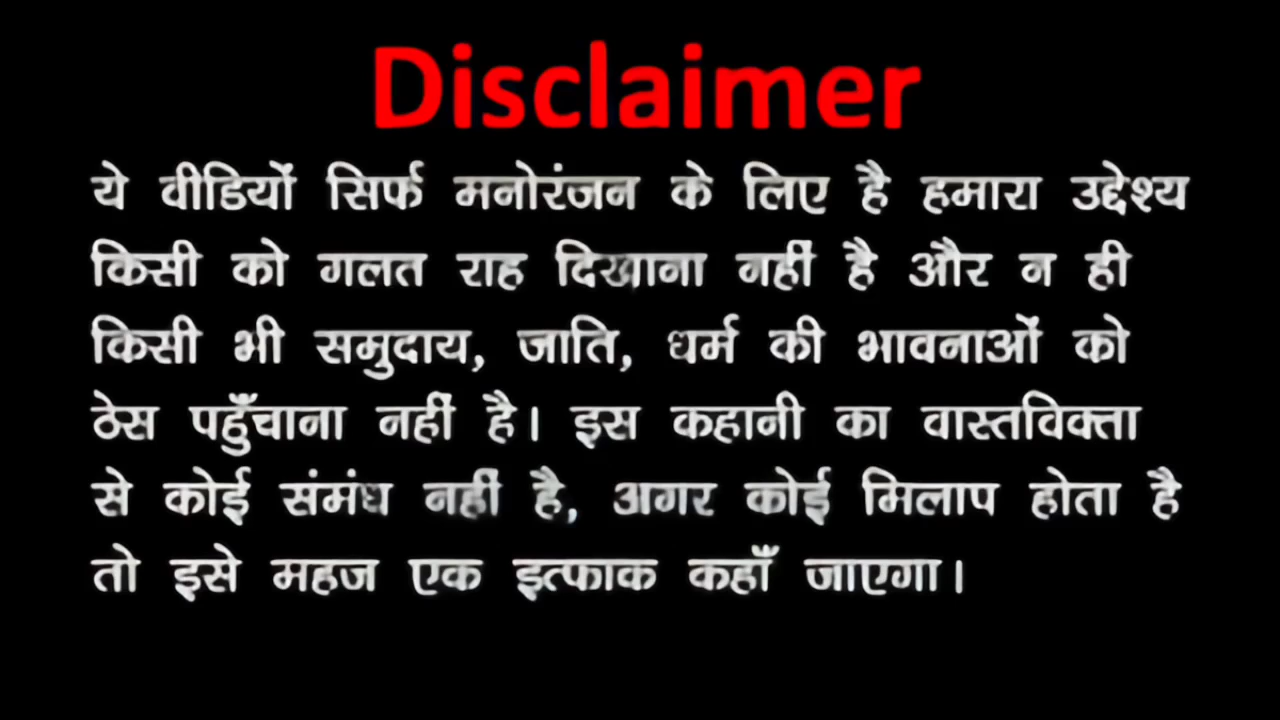 Disclaimer
ये वीडियों सिर्फ मनोरंजन के लिए है हमारा उद्देश्य
किसी को गलत राह दिखाना नहीं है और न ही
किसी भी समुदाय, जाति, धर्म की भावनाओं को
ठेस पहुँचाना नहीं है। इस कहानी का वास्तविक्ता
से कोई संमंध नहीं है, अगर कोई मिलाप होता है
तो इसे महज एक इत्फाक कहाँ जाएगा।